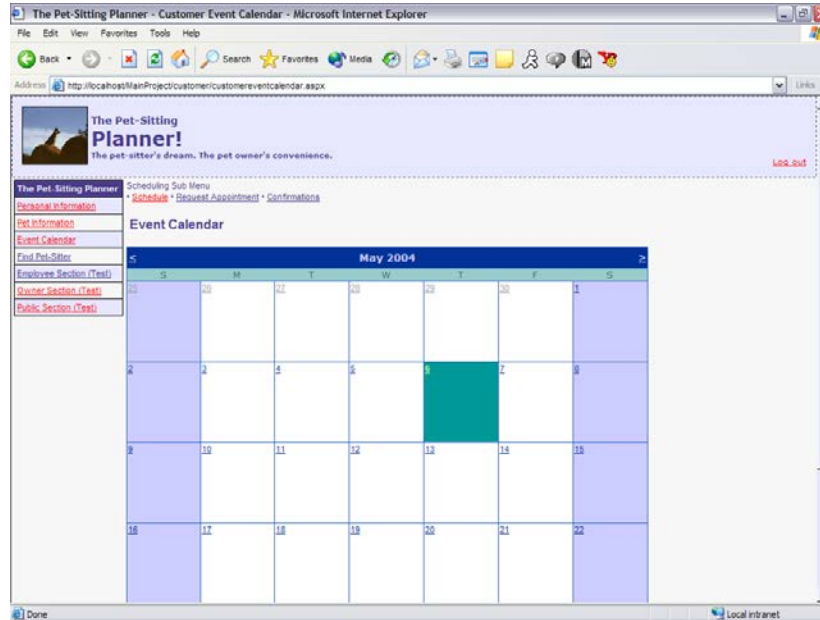 The Pet-Sitting Planner - Customer Event Calendar - Microsoft Internet Explorer
File Edit View Favorites Tools Help
Back Search Favorites Media
Address http://localhost/MainProject/customer/customereventcalendar.aspx Links
The Pet-Sitting
Planner!
The pet-sitter's dream. The pet owner's convenience.
Log out
The Pet-Sitting Planner
Personal Information
Pet Information
Event Calendar
Find Pet-Sitter
Employee Section (Test)
Owner Section (Test)
Public Section (Test)
Scheduling Sub Menu
• Schedule • Request Appointment • Confirmations
Event Calendar
≤ May 2004 ≥
S M T W T F S
25 26 27 28 29 30 1
2 3 4 5 6 7 8
9 10 11 12 13 14 15
16 17 18 19 20 21 22
Done Local intranet